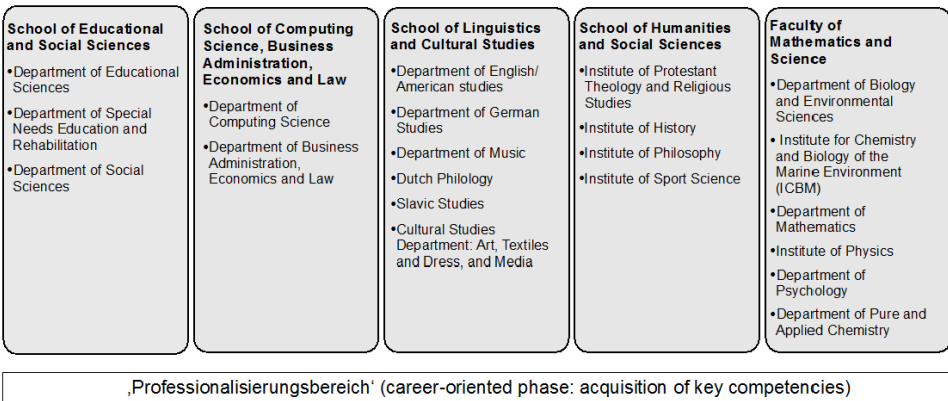 School of Educational
and Social Sciences
•Department of Educational
Sciences
•Department of Special
Needs Education and
Rehabilitation
•Department of Social
Sciences
School of Computing
Science, Business
Administration,
Economics and Law
•Department of
Computing Science
•Department of Business
Administration,
Economics and Law
School of Linguistics
and Cultural Studies
•Department of English/
American studies
•Department of German
Studies
•Department of Music
•Dutch Philology
•Slavic Studies
•Cultural Studies
Department: Art, Textiles
and Dress, and Media
School of Humanities
and Social Sciences
•Institute of Protestant
Theology and Religious
Studies
•Institute of History
•Institute of Philosophy
•Institute of Sport Science
Faculty of
Mathematics and
Science
•Department of Biology
and Environmental
Sciences
• Institute for Chemistry
and Biology of the
Marine Environment
(ICBM)
•Department of
Mathematics
•Institute of Physics
•Department of
Psychology
•Department of Pure and
Applied Chemistry
‚Professionalisierungsbereich‘ (career-oriented phase: acquisition of key competencies)